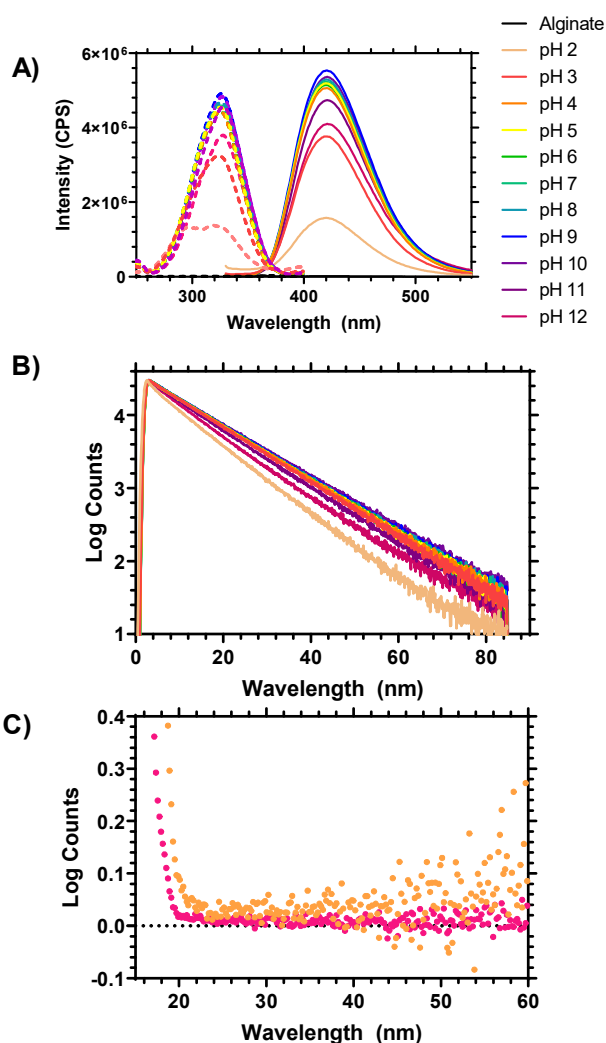 A)
Intensity (CPS)
6×10⁶
4×10⁶
2×10⁶
0
300 400 500
Wavelength (nm)
Alginate
pH 2
pH 3
pH 4
pH 5
pH 6
pH 7
pH 8
pH 9
pH 10
pH 11
pH 12
B)
Log Counts
4
3
2
1
0 20 40 60 80
Wavelength (nm)
C)
Log Counts
0.4
0.3
0.2
0.1
0.0
-0.1
20 30 40 50 60
Wavelength (nm)